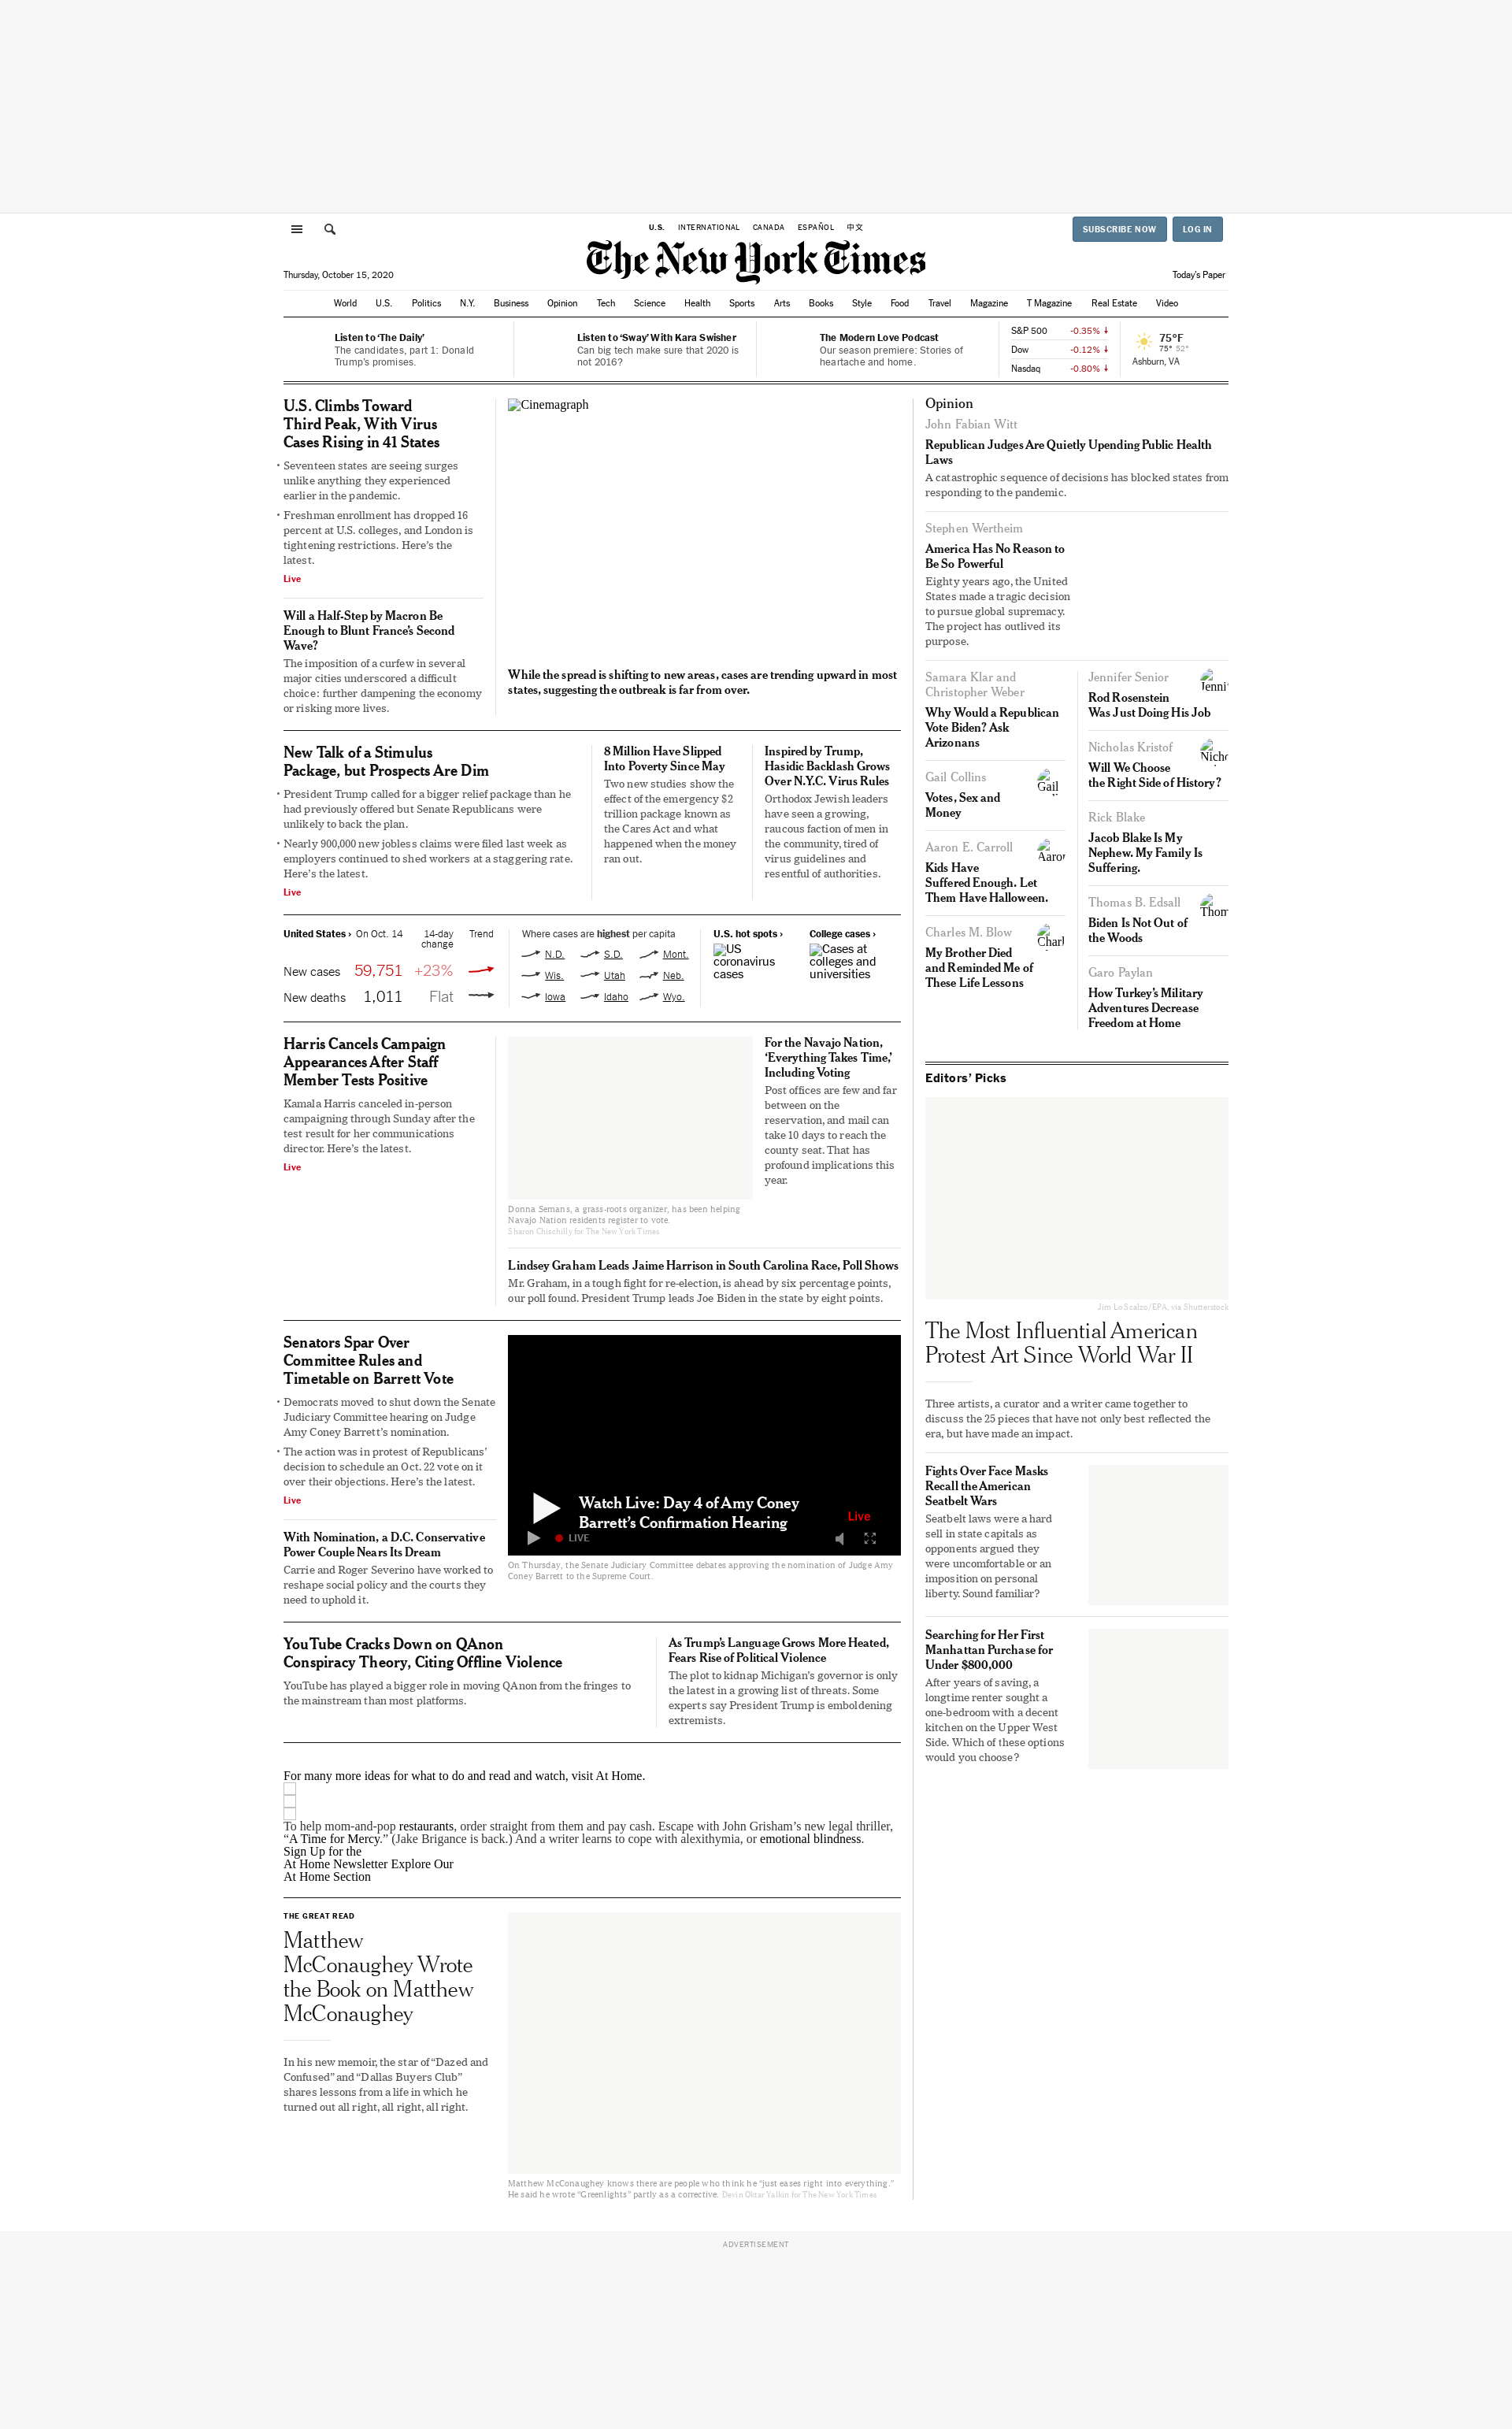 U.S. INTERNATIONAL CANADA ESPAÑOL 中文
SUBSCRIBE NOW LOG IN
The New York Times
Thursday, October 15, 2020
Today's Paper
World U.S. Politics N.Y. Business Opinion Tech Science Health Sports Arts Books Style Food Travel Magazine T Magazine Real Estate Video
Listen to ‘The Daily’
The candidates, part 1: Donald
Trump's promises.
Listen to ‘Sway’ With Kara Swisher
Can big tech make sure that 2020 is
not 2016?
The Modern Love Podcast
Our season premiere: Stories of
heartache and home.
S&P 500 -0.35%
Dow -0.12%
Nasdaq -0.80%
75°F
75° 52°
Ashburn, VA
U.S. Climbs Toward
Third Peak, With Virus
Cases Rising in 41 States
• Seventeen states are seeing surges
unlike anything they experienced
earlier in the pandemic.
• Freshman enrollment has dropped 16
percent at U.S. colleges, and London is
tightening restrictions. Here’s the
latest.
Live
Will a Half-Step by Macron Be
Enough to Blunt France’s Second
Wave?
The imposition of a curfew in several
major cities underscored a difficult
choice: further dampening the economy
or risking more lives.
Cinemagraph
While the spread is shifting to new areas, cases are trending upward in most
states, suggesting the outbreak is far from over.
New Talk of a Stimulus
Package, but Prospects Are Dim
• President Trump called for a bigger relief package than he
had previously offered but Senate Republicans were
unlikely to back the plan.
• Nearly 900,000 new jobless claims were filed last week as
employers continued to shed workers at a staggering rate.
Here’s the latest.
Live
8 Million Have Slipped
Into Poverty Since May
Two new studies show the
effect of the emergency $2
trillion package known as
the Cares Act and what
happened when the money
ran out.
Inspired by Trump,
Hasidic Backlash Grows
Over N.Y.C. Virus Rules
Orthodox Jewish leaders
have seen a growing,
raucous faction of men in
the community, tired of
virus guidelines and
resentful of authorities.
United States › On Oct. 14 14-day
change Trend
New cases 59,751 +23%
New deaths 1,011 Flat
Where cases are highest per capita
N.D. S.D. Mont.
Wis. Utah Neb.
Iowa Idaho Wyo.
U.S. hot spots ›
US
coronavirus
cases
College cases ›
Cases at
colleges and
universities
Harris Cancels Campaign
Appearances After Staff
Member Tests Positive
Kamala Harris canceled in-person
campaigning through Sunday after the
test result for her communications
director. Here’s the latest.
Live
Donna Semans, a grass-roots organizer, has been helping
Navajo Nation residents register to vote.
Sharon Chischilly for The New York Times
For the Navajo Nation,
‘Everything Takes Time,’
Including Voting
Post offices are few and far
between on the
reservation, and mail can
take 10 days to reach the
county seat. That has
profound implications this
year.
Lindsey Graham Leads Jaime Harrison in South Carolina Race, Poll Shows
Mr. Graham, in a tough fight for re-election, is ahead by six percentage points,
our poll found. President Trump leads Joe Biden in the state by eight points.
Senators Spar Over
Committee Rules and
Timetable on Barrett Vote
• Democrats moved to shut down the Senate
Judiciary Committee hearing on Judge
Amy Coney Barrett’s nomination.
• The action was in protest of Republicans’
decision to schedule an Oct. 22 vote on it
over their objections. Here’s the latest.
Live
With Nomination, a D.C. Conservative
Power Couple Nears Its Dream
Carrie and Roger Severino have worked to
reshape social policy and the courts they
need to uphold it.
Watch Live: Day 4 of Amy Coney
Barrett’s Confirmation Hearing
Live
LIVE
On Thursday, the Senate Judiciary Committee debates approving the nomination of Judge Amy
Coney Barrett to the Supreme Court.
YouTube Cracks Down on QAnon
Conspiracy Theory, Citing Offline Violence
YouTube has played a bigger role in moving QAnon from the fringes to
the mainstream than most platforms.
As Trump’s Language Grows More Heated,
Fears Rise of Political Violence
The plot to kidnap Michigan’s governor is only
the latest in a growing list of threats. Some
experts say President Trump is emboldening
extremists.
For many more ideas for what to do and read and watch, visit At Home.
To help mom-and-pop restaurants, order straight from them and pay cash. Escape with John Grisham’s new legal thriller,
“A Time for Mercy.” (Jake Brigance is back.) And a writer learns to cope with alexithymia, or emotional blindness.
Sign Up for the
At Home Newsletter Explore Our
At Home Section
THE GREAT READ
Matthew
McConaughey Wrote
the Book on Matthew
McConaughey
In his new memoir, the star of “Dazed and
Confused” and “Dallas Buyers Club”
shares lessons from a life in which he
turned out all right, all right, all right.
Matthew McConaughey knows there are people who think he “just eases right into everything.”
He said he wrote “Greenlights” partly as a corrective. Devin Oktar Yalkin for The New York Times
Opinion
John Fabian Witt
Republican Judges Are Quietly Upending Public Health
Laws
A catastrophic sequence of decisions has blocked states from
responding to the pandemic.
Stephen Wertheim
America Has No Reason to
Be So Powerful
Eighty years ago, the United
States made a tragic decision
to pursue global supremacy.
The project has outlived its
purpose.
Samara Klar and
Christopher Weber
Why Would a Republican
Vote Biden? Ask
Arizonans
Gail Collins
Gail
Votes, Sex and
Money
Aaron E. Carroll
Aaron
Kids Have
Suffered Enough. Let
Them Have Halloween.
Charles M. Blow
My Brother Died
and Reminded Me of
These Life Lessons
Jennifer Senior
Rod Rosenstein
Was Just Doing His Job
Nicholas Kristof
Will We Choose
the Right Side of History?
Rick Blake
Jacob Blake Is My
Nephew. My Family Is
Suffering.
Thomas B. Edsall
Biden Is Not Out of
the Woods
Garo Paylan
How Turkey’s Military
Adventures Decrease
Freedom at Home
Editors’ Picks
Jim Lo Scalzo/EPA, via Shutterstock
The Most Influential American
Protest Art Since World War II
Three artists, a curator and a writer came together to
discuss the 25 pieces that have not only best reflected the
era, but have made an impact.
Fights Over Face Masks
Recall the American
Seatbelt Wars
Seatbelt laws were a hard
sell in state capitals as
opponents argued they
were uncomfortable or an
imposition on personal
liberty. Sound familiar?
Searching for Her First
Manhattan Purchase for
Under $800,000
After years of saving, a
longtime renter sought a
one-bedroom with a decent
kitchen on the Upper West
Side. Which of these options
would you choose?
ADVERTISEMENT